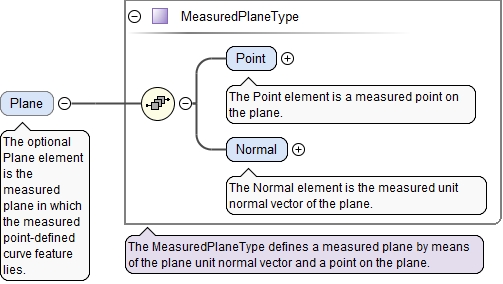 MeasuredPlaneType
Point
The Point element is a measured point on
the plane.
Plane
The optional
Plane element
is the
measured
plane in which
the measured
point-defined
curve feature
lies.
Normal
The Normal element is the measured unit
normal vector of the plane.
The MeasuredPlaneType defines a measured plane by means
of the plane unit normal vector and a point on the plane.